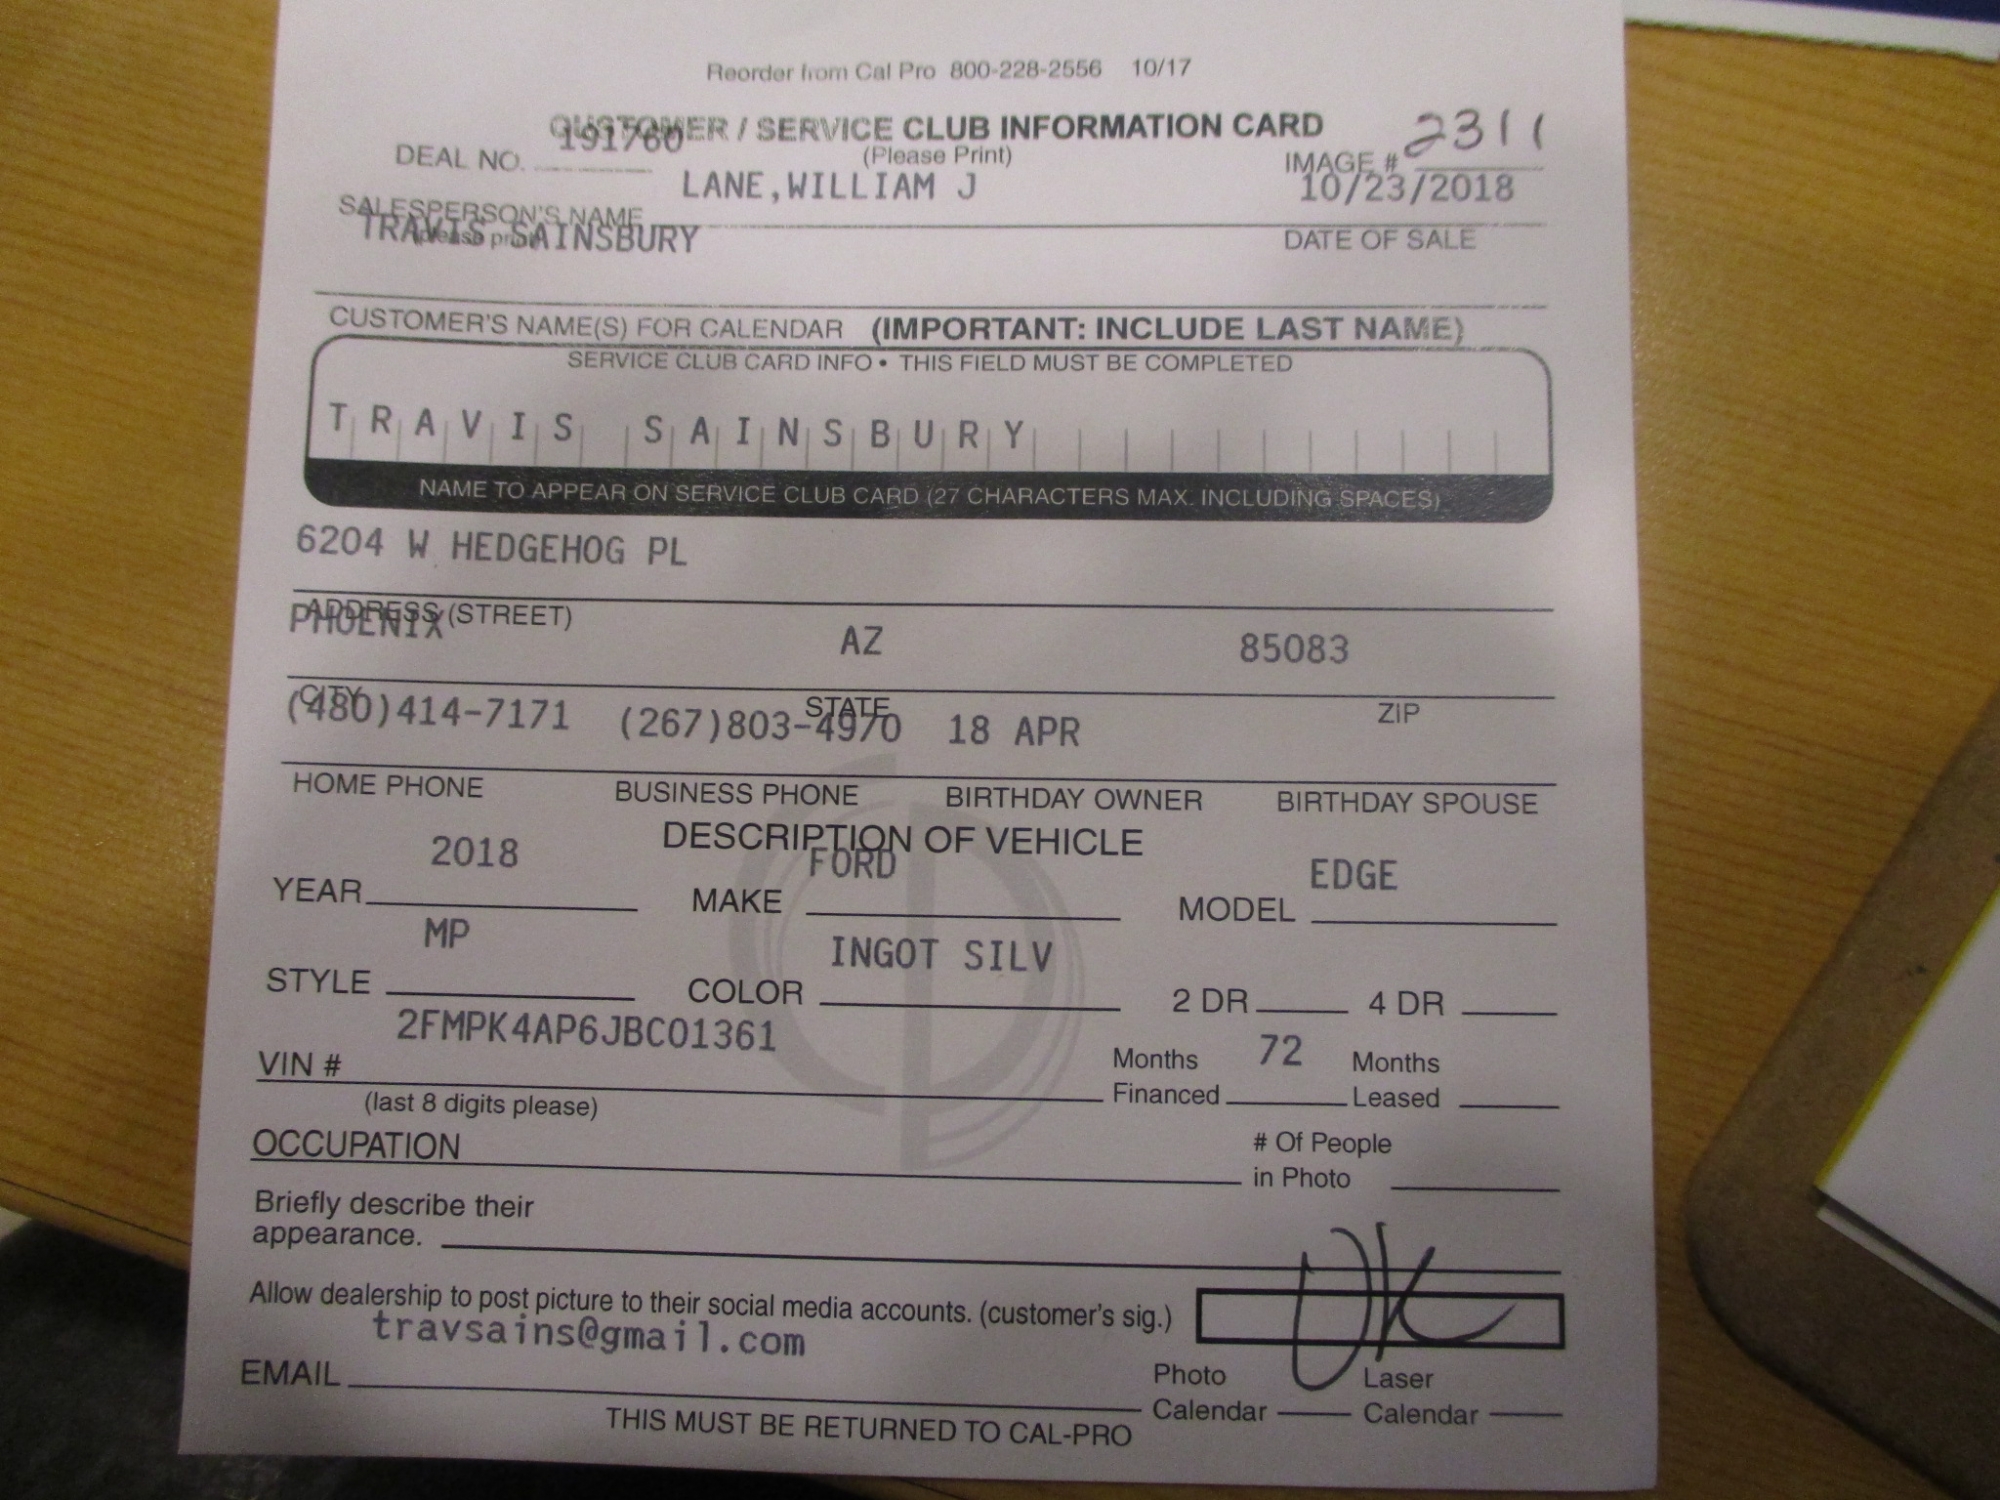 Reorder from Cal Pro 800-228-2556 10/17
CUSTOMER / SERVICE CLUB INFORMATION CARD
(Please Print)
DEAL NO. 191760
IMAGE # 2311
LANE,WILLIAM J
10/23/2018
SALESPERSON'S NAME
(please print)
DATE OF SALE
TRAVIS SAINSBURY
CUSTOMER'S NAME(S) FOR CALENDAR (IMPORTANT: INCLUDE LAST NAME)
SERVICE CLUB CARD INFO • THIS FIELD MUST BE COMPLETED
TRAVIS SAINSBURY
NAME TO APPEAR ON SERVICE CLUB CARD (27 CHARACTERS MAX. INCLUDING SPACES)
6204 W HEDGEHOG PL
ADDRESS (STREET)
PHOENIX AZ 85083
CITY STATE ZIP
(480)414-7171 (267)803-4970 18 APR
HOME PHONE BUSINESS PHONE BIRTHDAY OWNER BIRTHDAY SPOUSE
DESCRIPTION OF VEHICLE
2018 FORD EDGE
YEAR MAKE MODEL
MP INGOT SILV
STYLE COLOR 2 DR 4 DR
2FMPK4AP6JBC01361
VIN #
(last 8 digits please)
Months Financed 72 Months Leased
OCCUPATION
# Of People
in Photo
Briefly describe their
appearance.
Allow dealership to post picture to their social media accounts. (customer's sig.)
travsains@gmail.com
EMAIL
Photo Calendar
Laser Calendar
THIS MUST BE RETURNED TO CAL-PRO